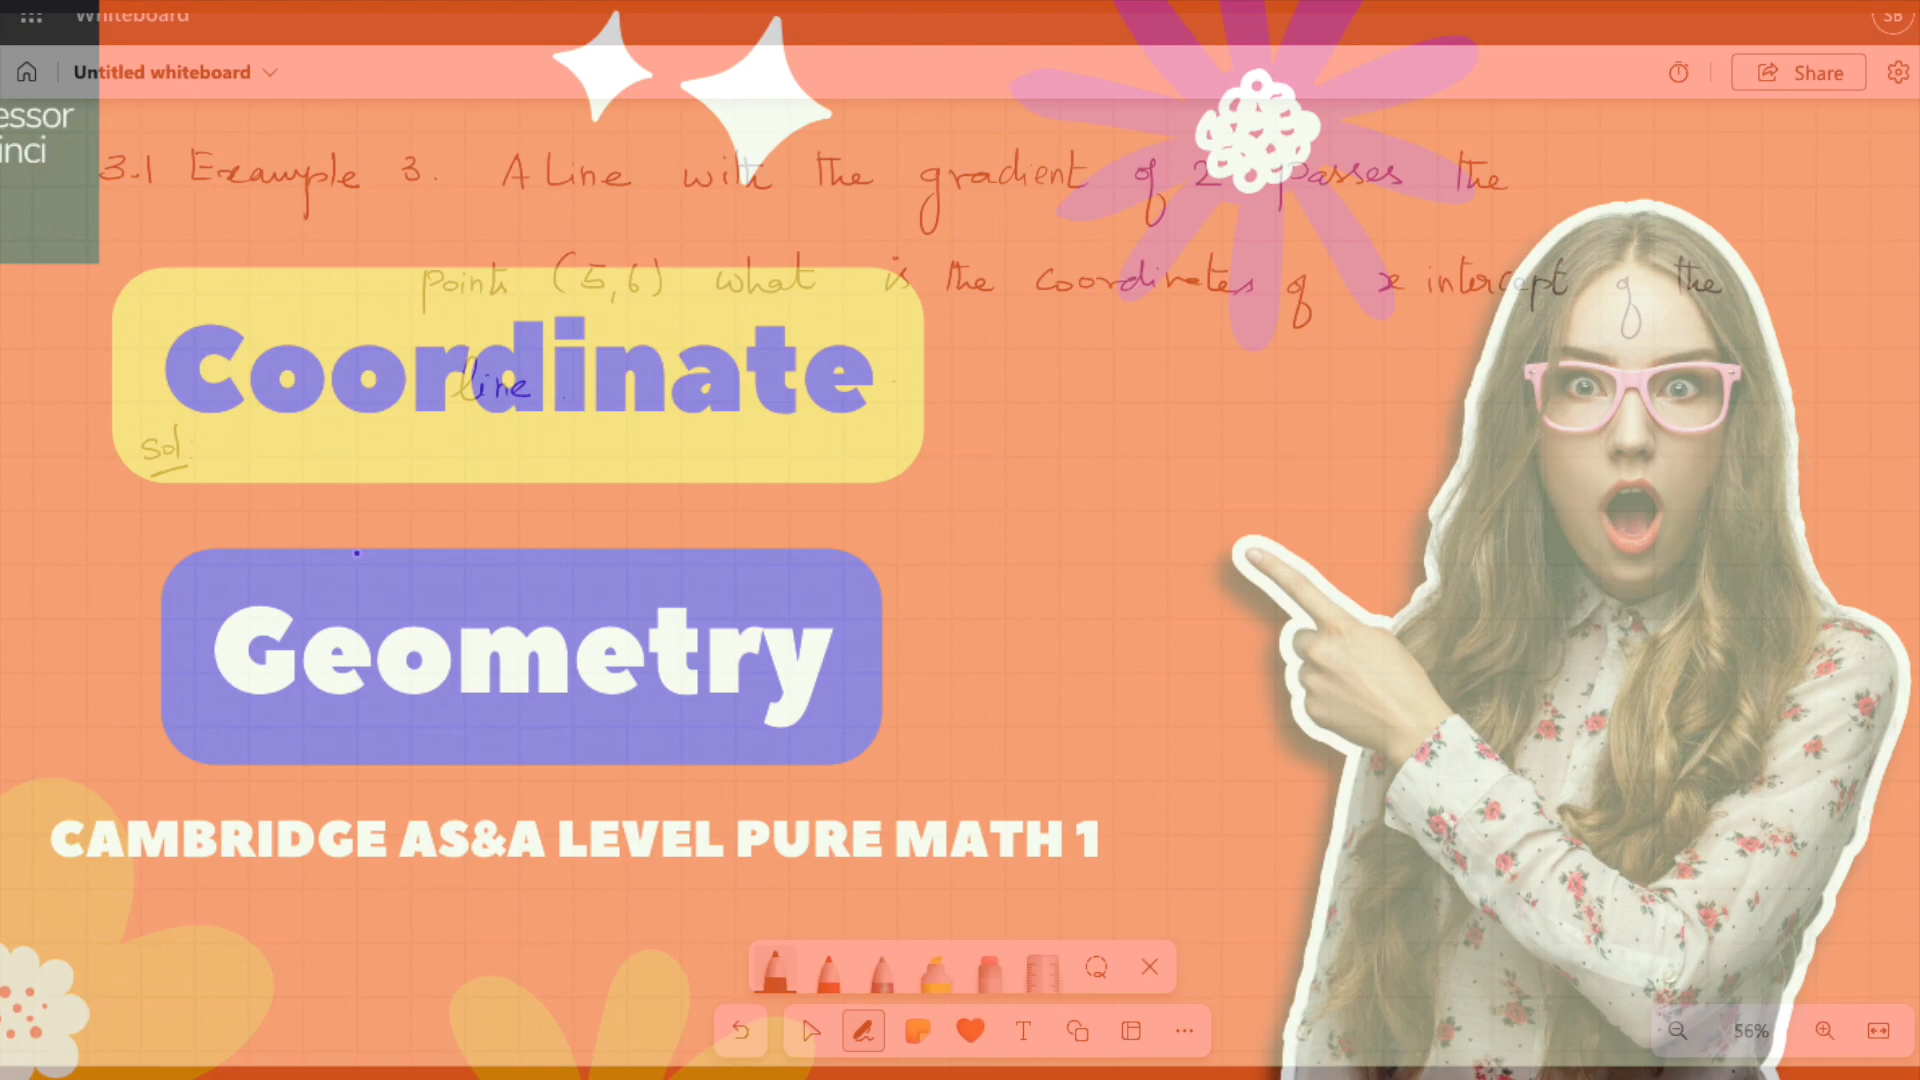 Whiteboard
SB
Untitled whiteboard
Share
essor
inci
3.1 Example 3. A Line with the gradient of 2 passes the
points (5,6) what is the coordinates of x intercept of the
line
Coordinate
sol:
Geometry
CAMBRIDGE AS&A LEVEL PURE MATH 1
T
56%